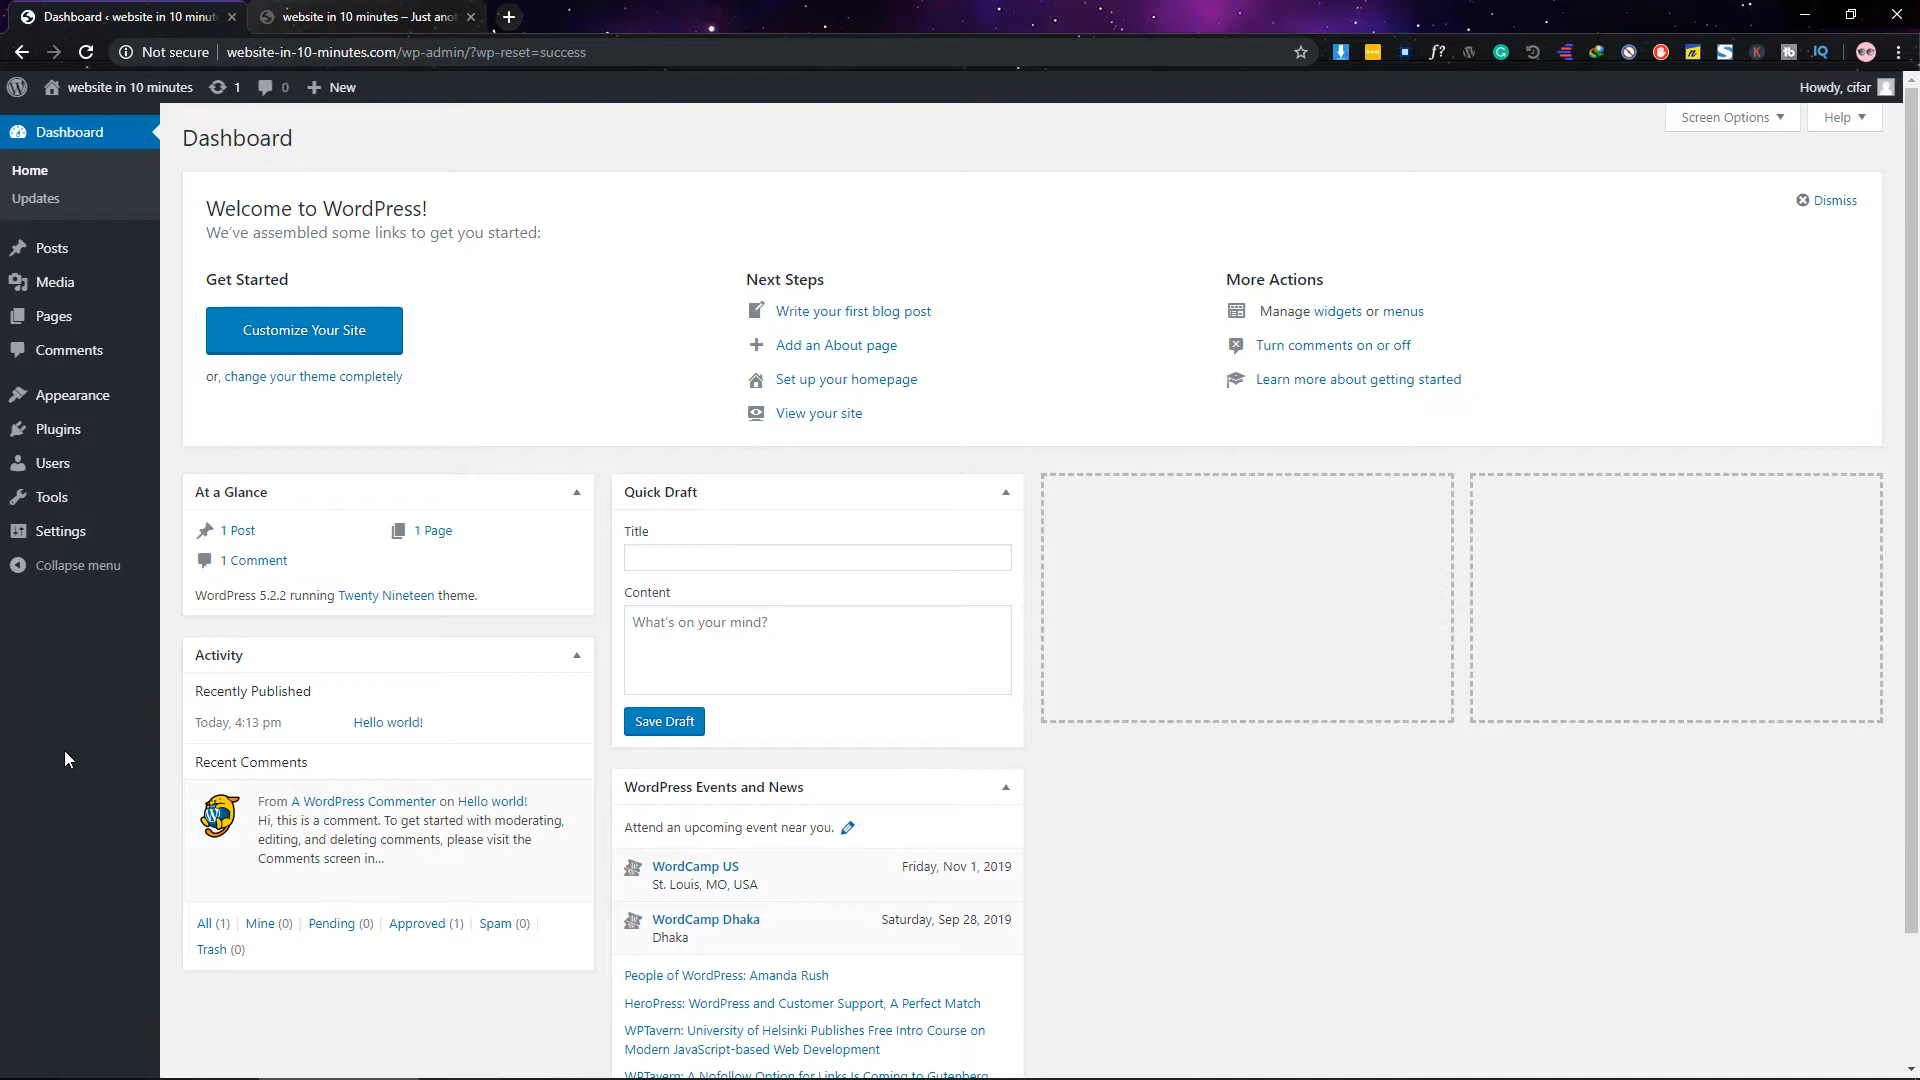 Dashboard ‹ website in 10 minut
website in 10 minutes – Just anot
Not secure
website-in-10-minutes.com/wp-admin/?wp-reset=success
website in 10 minutes
1
0
New
Howdy, cifar
Dashboard
Home
Updates
Posts
Media
Pages
Comments
Appearance
Plugins
Users
Tools
Settings
Collapse menu
Dashboard
Screen Options
Help
Welcome to WordPress!
Dismiss
We've assembled some links to get you started:
Get Started
Customize Your Site
or, change your theme completely
Next Steps
Write your first blog post
Add an About page
Set up your homepage
View your site
More Actions
Manage widgets or menus
Turn comments on or off
Learn more about getting started
At a Glance
1 Post
1 Page
1 Comment
WordPress 5.2.2 running Twenty Nineteen theme.
Activity
Recently Published
Today, 4:13 pm
Hello world!
Recent Comments
From A WordPress Commenter on Hello world!
Hi, this is a comment. To get started with moderating,
editing, and deleting comments, please visit the
Comments screen in...
All (1) | Mine (0) | Pending (0) | Approved (1) | Spam (0) |
Trash (0)
Quick Draft
Title
Content
What's on your mind?
Save Draft
WordPress Events and News
Attend an upcoming event near you.
WordCamp US
Friday, Nov 1, 2019
St. Louis, MO, USA
WordCamp Dhaka
Saturday, Sep 28, 2019
Dhaka
People of WordPress: Amanda Rush
HeroPress: WordPress and Customer Support, A Perfect Match
WPTavern: University of Helsinki Publishes Free Intro Course on
Modern JavaScript-based Web Development
WPTavern: A Nofollow Option for Links Is Coming to Gutenberg